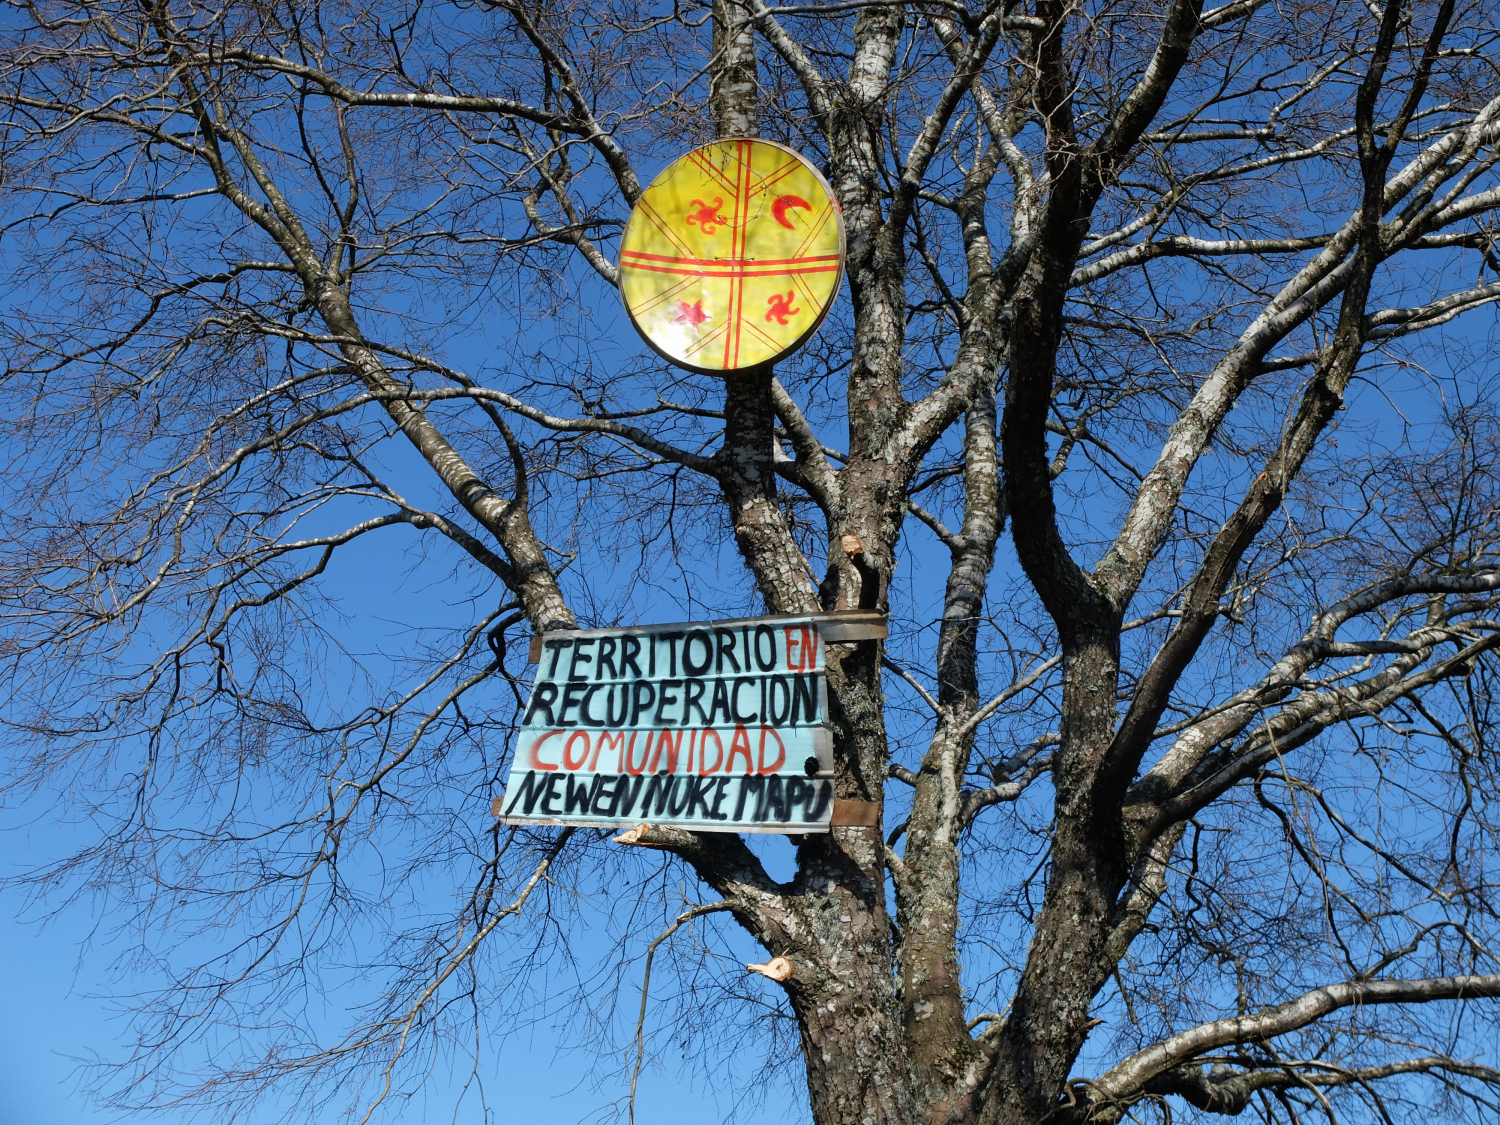 TERRITORIO EN
RECUPERACION
COMUNIDAD
NEWEN ÑUKE MAPU